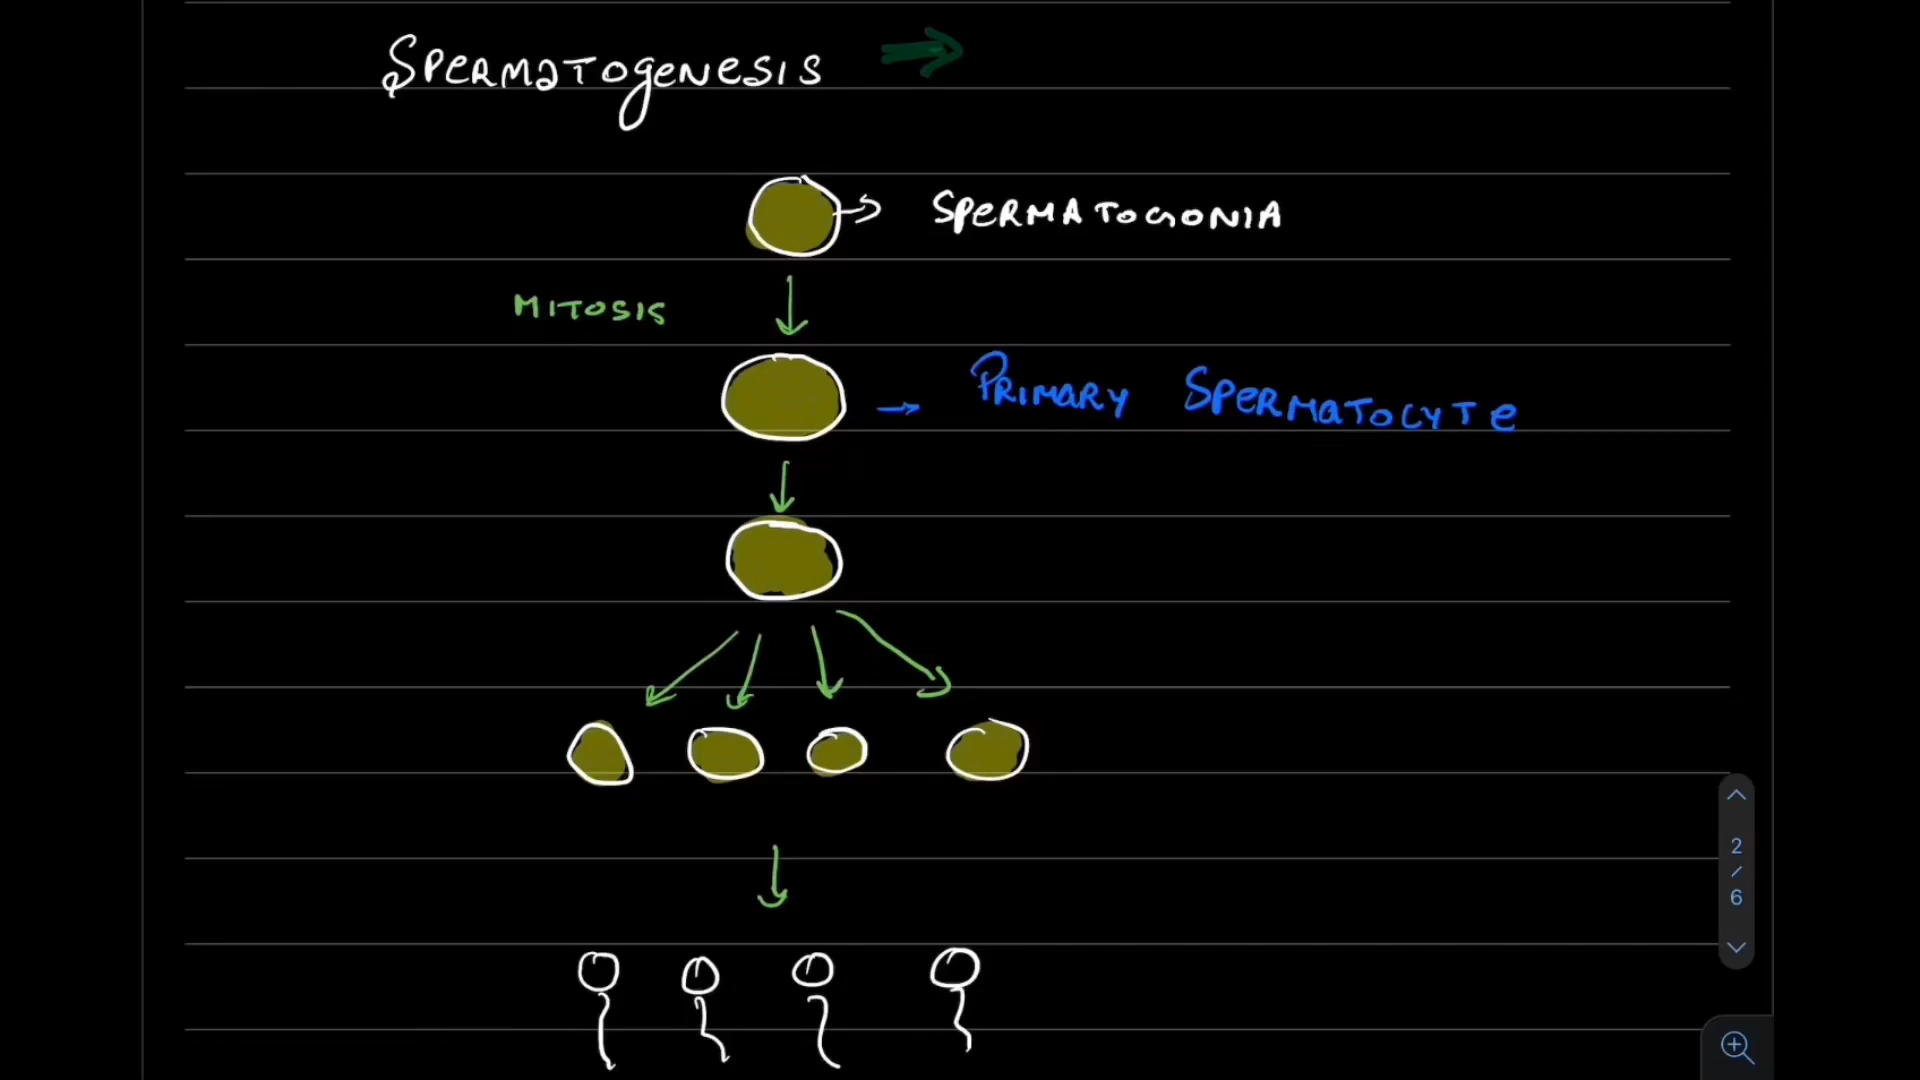 SPERMATOGENESIS
SPERMATOGONIA
MITOSIS
PRIMARY SPERMATOCYTE
2
/
6